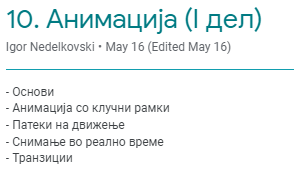 10. Анимација (I дел)
Igor Nedelkovski • May 16 (Edited May 16)
- Основи
- Анимација со клучни рамки
- Патеки на движење
- Снимање во реално време
- Транзиции